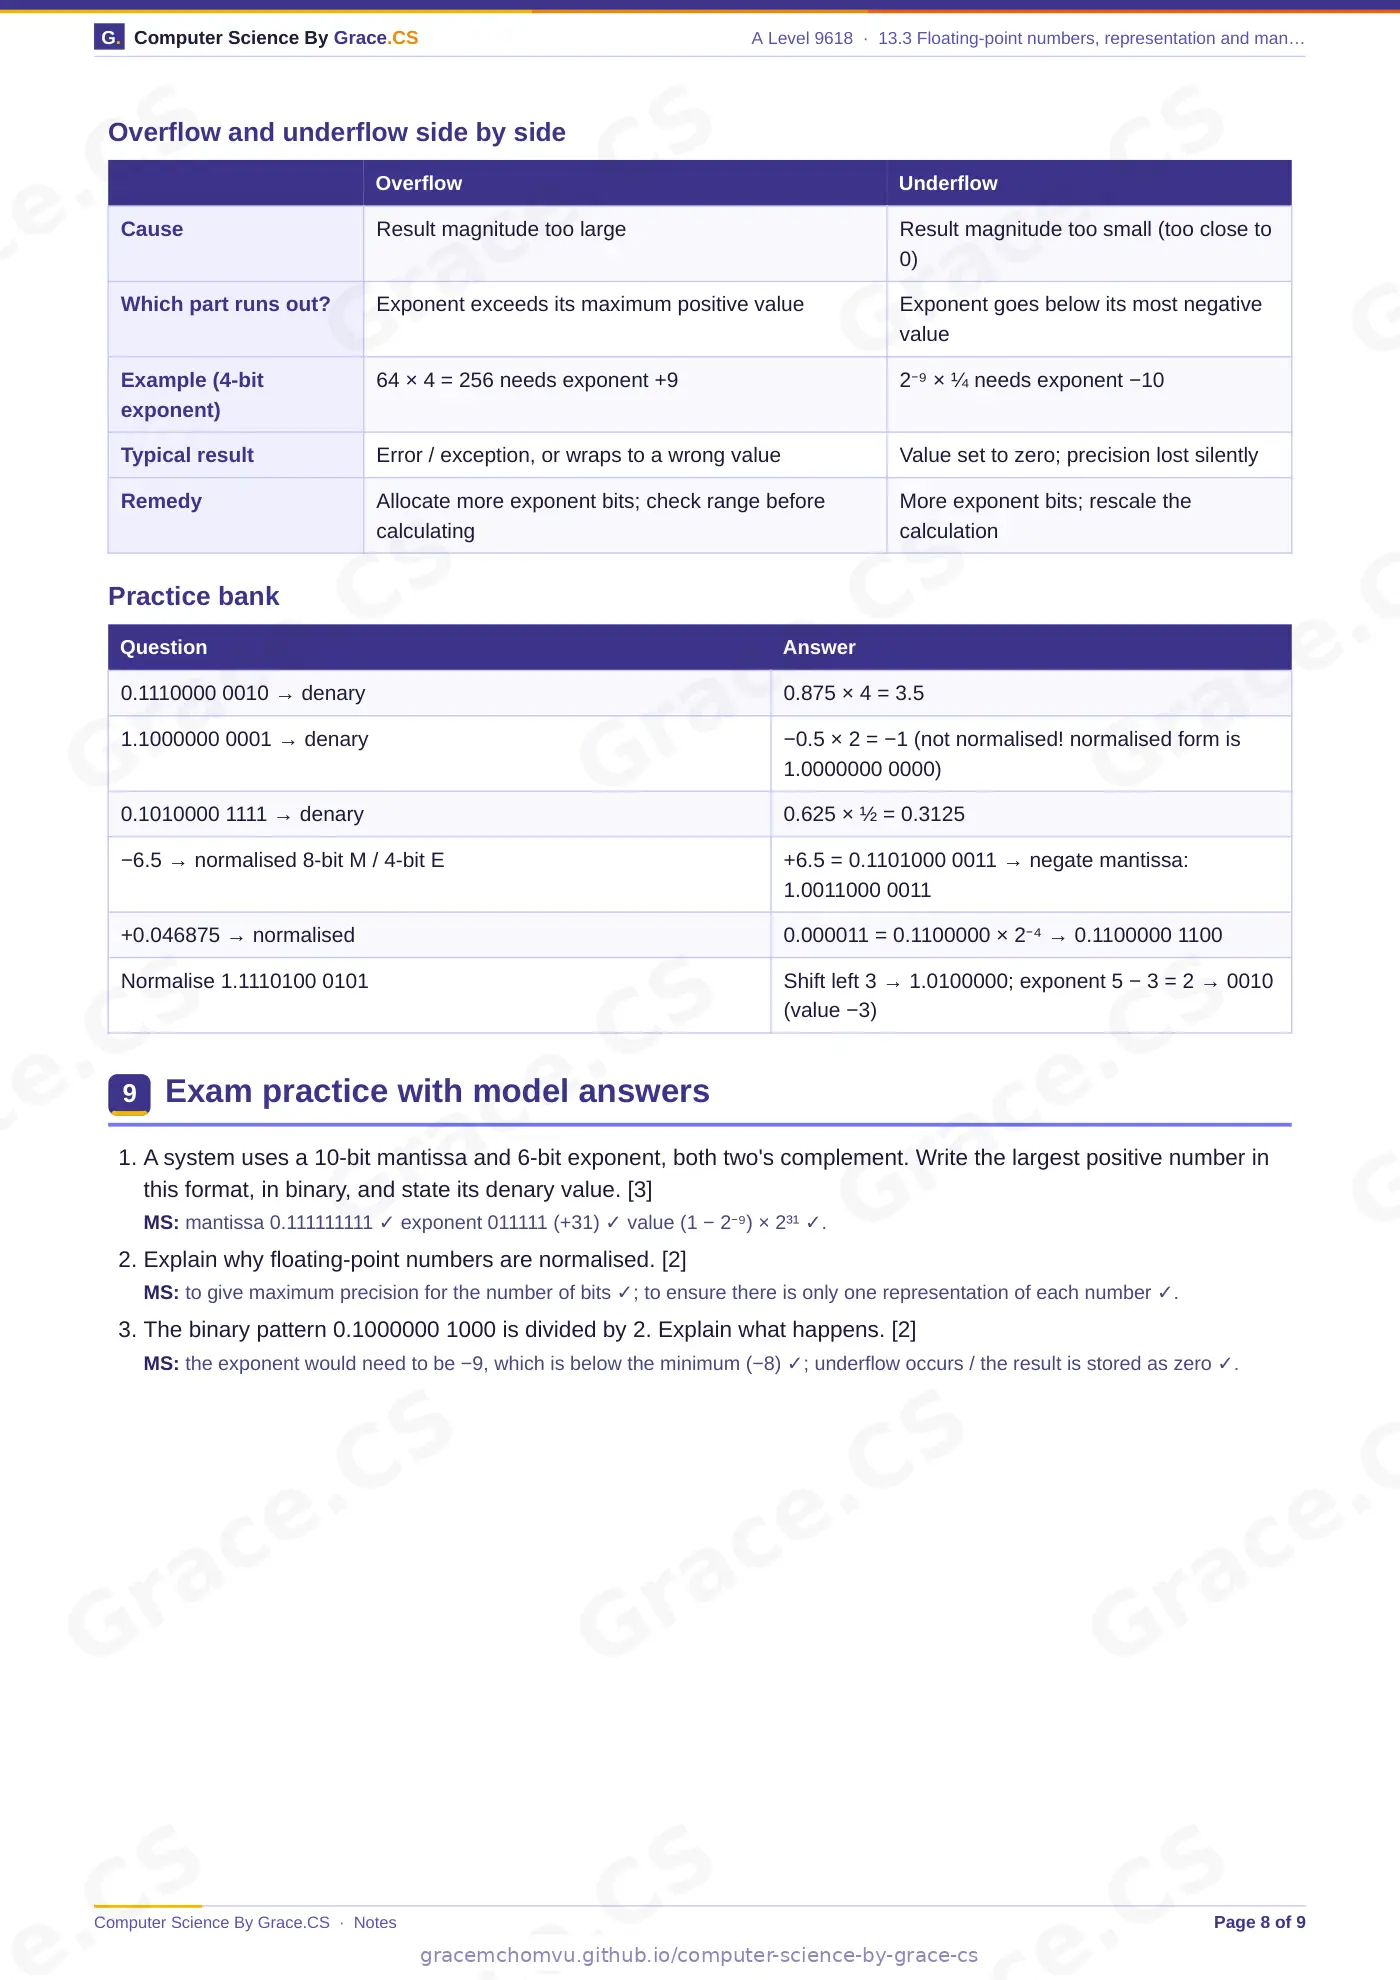 G. Computer Science By Grace.CS
A Level 9618 · 13.3 Floating-point numbers, representation and man…
Overflow and underflow side by side
Overflow Underflow
Cause Result magnitude too large Result magnitude too small (too close to
0)
Which part runs out? Exponent exceeds its maximum positive value Exponent goes below its most negative
value
Example (4-bit 64 × 4 = 256 needs exponent +9 2⁻⁹ × ¼ needs exponent −10
exponent)
Typical result Error / exception, or wraps to a wrong value Value set to zero; precision lost silently
Remedy Allocate more exponent bits; check range before More exponent bits; rescale the
calculating calculation
Practice bank
Question Answer
0.1110000 0010 → denary 0.875 × 4 = 3.5
1.1000000 0001 → denary −0.5 × 2 = −1 (not normalised! normalised form is
1.0000000 0000)
0.1010000 1111 → denary 0.625 × ½ = 0.3125
−6.5 → normalised 8-bit M / 4-bit E +6.5 = 0.1101000 0011 → negate mantissa:
1.0011000 0011
+0.046875 → normalised 0.000011 = 0.1100000 × 2⁻⁴ → 0.1100000 1100
Normalise 1.1110100 0101 Shift left 3 → 1.0100000; exponent 5 − 3 = 2 → 0010
(value −3)
9 Exam practice with model answers
1. A system uses a 10-bit mantissa and 6-bit exponent, both two's complement. Write the largest positive number in
this format, in binary, and state its denary value. [3]
MS: mantissa 0.111111111 ✓ exponent 011111 (+31) ✓ value (1 − 2⁻⁹) × 2³¹ ✓.
2. Explain why floating-point numbers are normalised. [2]
MS: to give maximum precision for the number of bits ✓; to ensure there is only one representation of each number ✓.
3. The binary pattern 0.1000000 1000 is divided by 2. Explain what happens. [2]
MS: the exponent would need to be −9, which is below the minimum (−8) ✓; underflow occurs / the result is stored as zero ✓.
Computer Science By Grace.CS · Notes
Page 8 of 9
gracemchomvu.github.io/computer-science-by-grace-cs